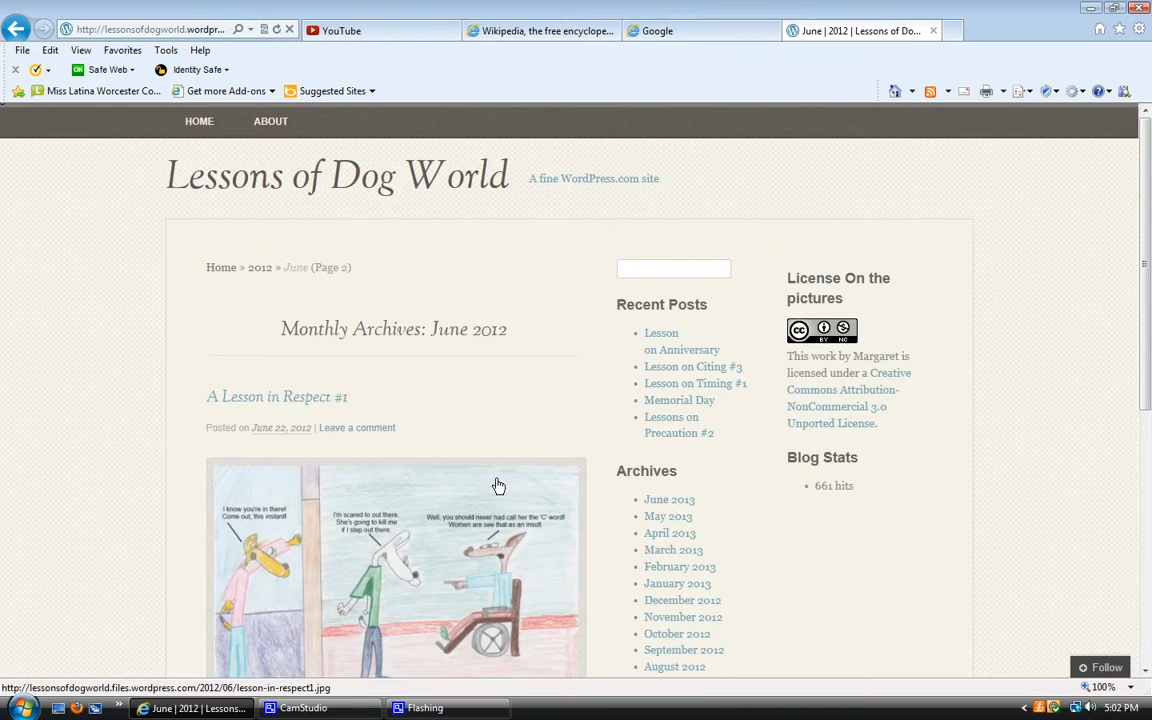 http://lessonsofdogworld.wordpr...
YouTube
Wikipedia, the free encyclope...
Google
June | 2012 | Lessons of Do...
File Edit View Favorites Tools Help
Safe Web
Identity Safe
Miss Latina Worcester Co...
Get more Add-ons
Suggested Sites
HOME
ABOUT
Lessons of Dog World
A fine WordPress.com site
Home » 2012 » June (Page 2)
Monthly Archives: June 2012
A Lesson in Respect #1
Posted on June 22, 2012 | Leave a comment
I know you're in there!
Come out, this instant!
I'm scared to out there.
She's going to kill me
if I step out there.
Well, you should never had call her the 'C' word!
Women are see that as an insult.
Recent Posts
Lesson
on Anniversary
Lesson on Citing #3
Lesson on Timing #1
Memorial Day
Lessons on
Precaution #2
Archives
June 2013
May 2013
April 2013
March 2013
February 2013
January 2013
December 2012
November 2012
October 2012
September 2012
August 2012
License On the
pictures
cc
BY NC
This work by Margaret is
licensed under a Creative
Commons Attribution-
NonCommercial 3.0
Unported License.
Blog Stats
661 hits
Follow
http://lessonsofdogworld.files.wordpress.com/2012/06/lesson-in-respect1.jpg
100%
June | 2012 | Lessons...
CamStudio
Flashing
5:02 PM